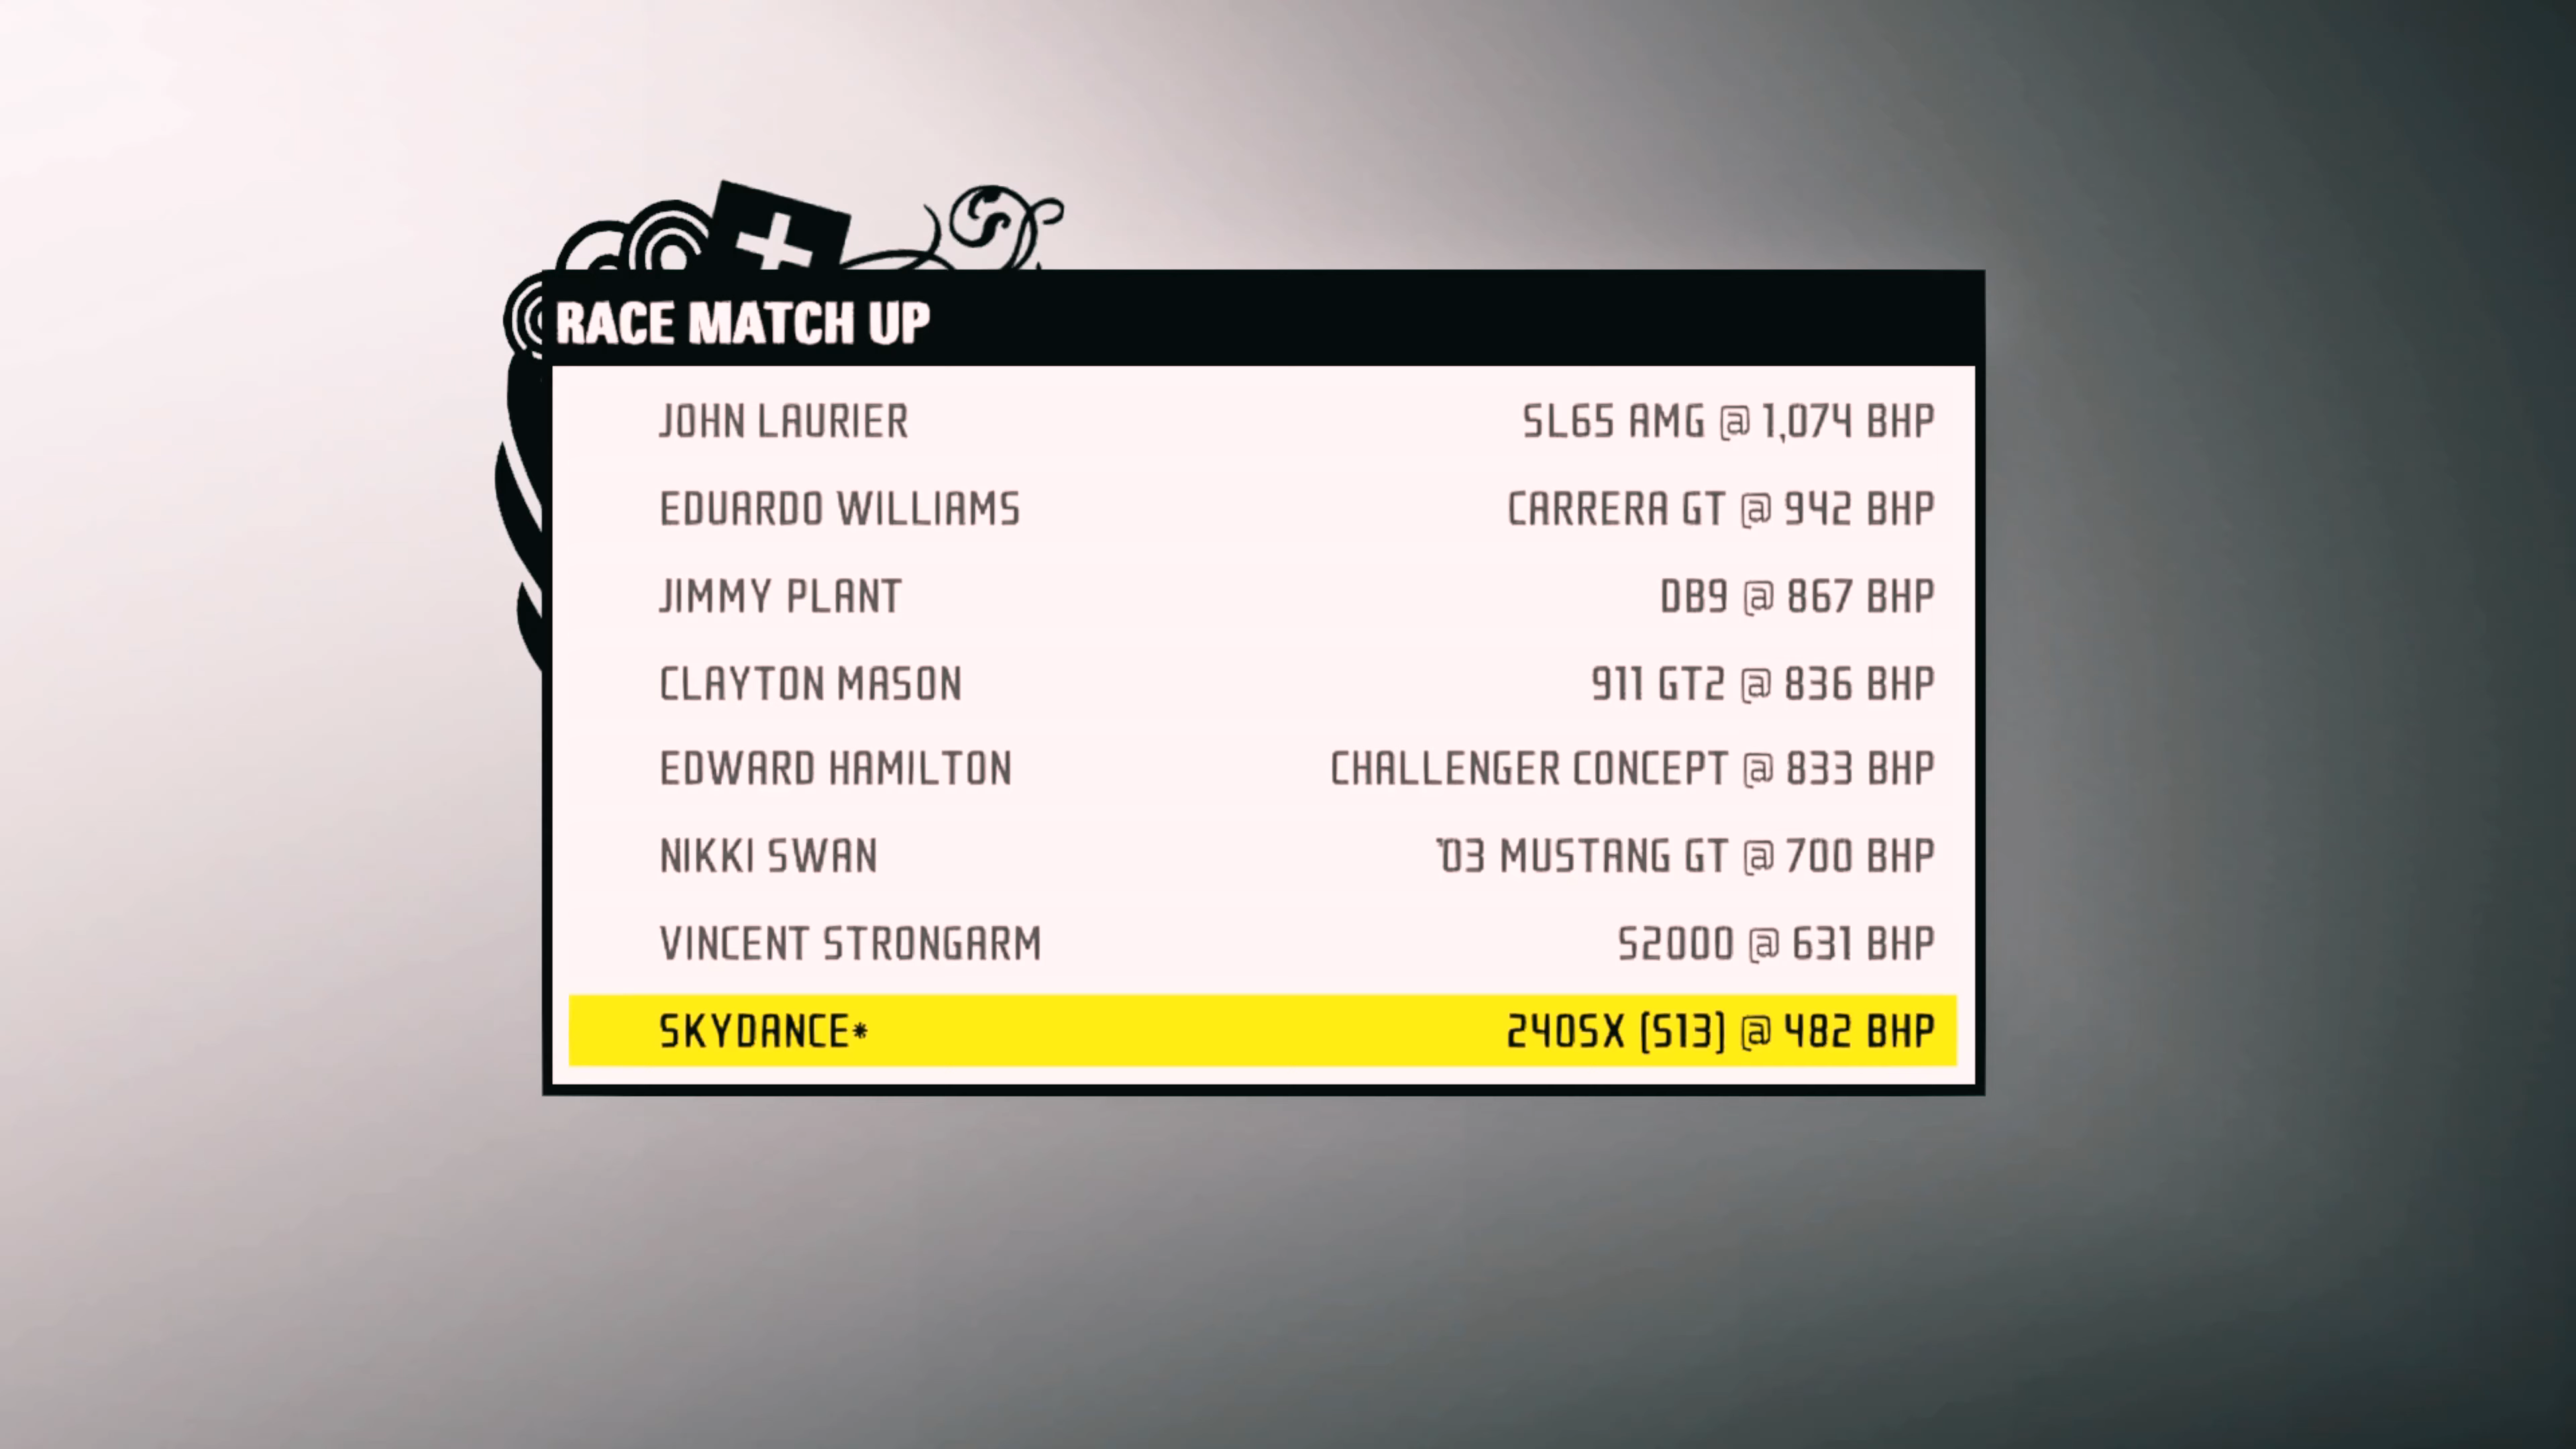 RACE MATCH UP
JOHN LAURIER SL65 AMG @ 1,074 BHP
EDUARDO WILLIAMS CARRERA GT @ 942 BHP
JIMMY PLANT DB9 @ 867 BHP
CLAYTON MASON 911 GT2 @ 836 BHP
EDWARD HAMILTON CHALLENGER CONCEPT @ 833 BHP
NIKKI SWAN '03 MUSTANG GT @ 700 BHP
VINCENT STRONGARM S2000 @ 631 BHP
SKYDANCE* 240SX (S13) @ 482 BHP